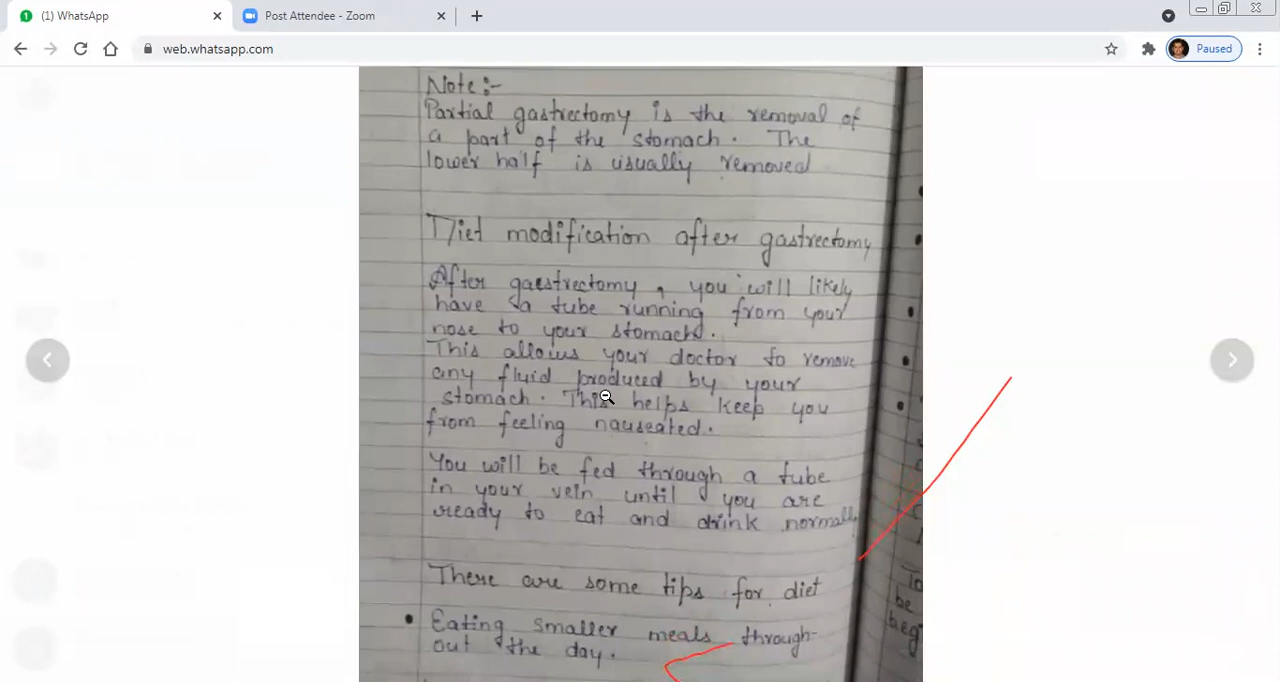 (1) WhatsApp
Post Attendee - Zoom
web.whatsapp.com
Paused
Note:-
Partial gastrectomy is the removal of
a part of the stomach. The
lower half is usually removed
Diet modification after gastrectomy
After gaestrectomy, you will likely
have a tube running from your
nose to your stomach.
This allows your doctor to remove
any fluid produced by your
stomach. This helps keep you
from feeling nauseated.
You will be fed through a tube
in your vein until you are
ready to eat and drink normally
There are some tips for diet
• Eating smaller meals through-
out the day.
To
be
beg